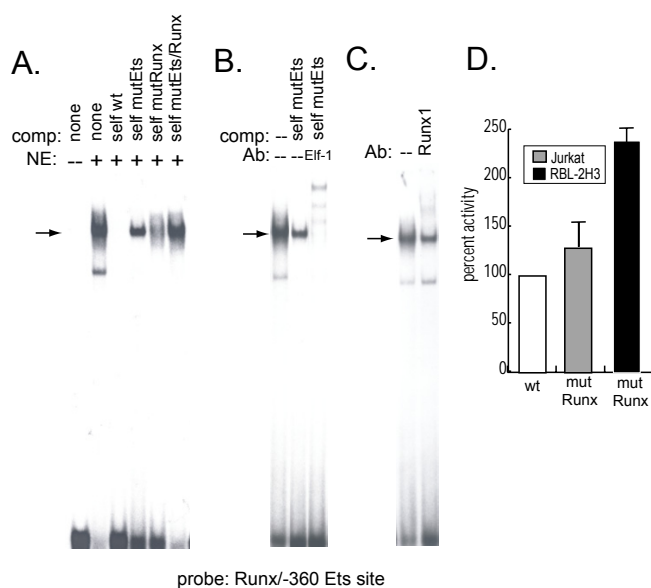 A.
comp:
none
none
self wt
self mutEts
self mutRunx
self mutEts/Runx
NE: -- + + + + +
B.
comp: -- self mutEts self mutEts
Ab: -- -- Elf-1
C.
Ab: -- Runx1
D.
percent activity
250
200
150
100
50
0
Jurkat
RBL-2H3
wt
mut
Runx
mut
Runx
probe: Runx/-360 Ets site